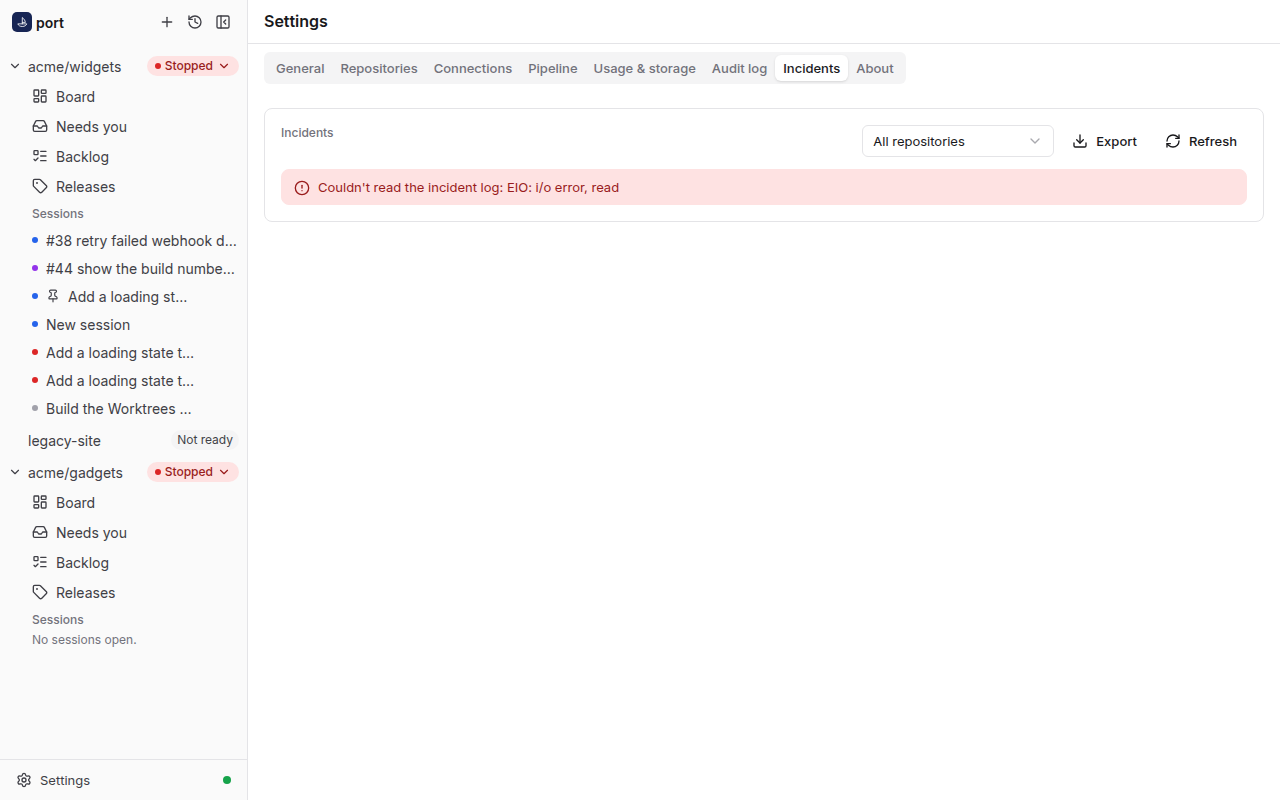 port
acme/widgets
Stopped
Board
Needs you
Backlog
Releases
Sessions
#38 retry failed webhook d...
#44 show the build numbe...
Add a loading st...
New session
Add a loading state t...
Add a loading state t...
Build the Worktrees ...
legacy-site
Not ready
acme/gadgets
Stopped
Board
Needs you
Backlog
Releases
Sessions
No sessions open.
Settings
Settings
General
Repositories
Connections
Pipeline
Usage & storage
Audit log
Incidents
About
Incidents
All repositories
Export
Refresh
Couldn't read the incident log: EIO: i/o error, read